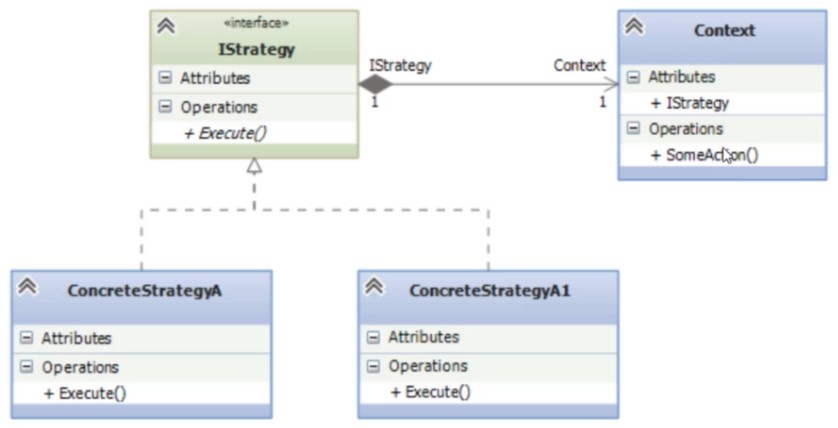 «interface»
IStrategy
Attributes
Operations
+ Execute()
IStrategy
1
Context
1
Context
Attributes
+ IStrategy
Operations
+ SomeAction()
ConcreteStrategyA
Attributes
Operations
+ Execute()
ConcreteStrategyA1
Attributes
Operations
+ Execute()